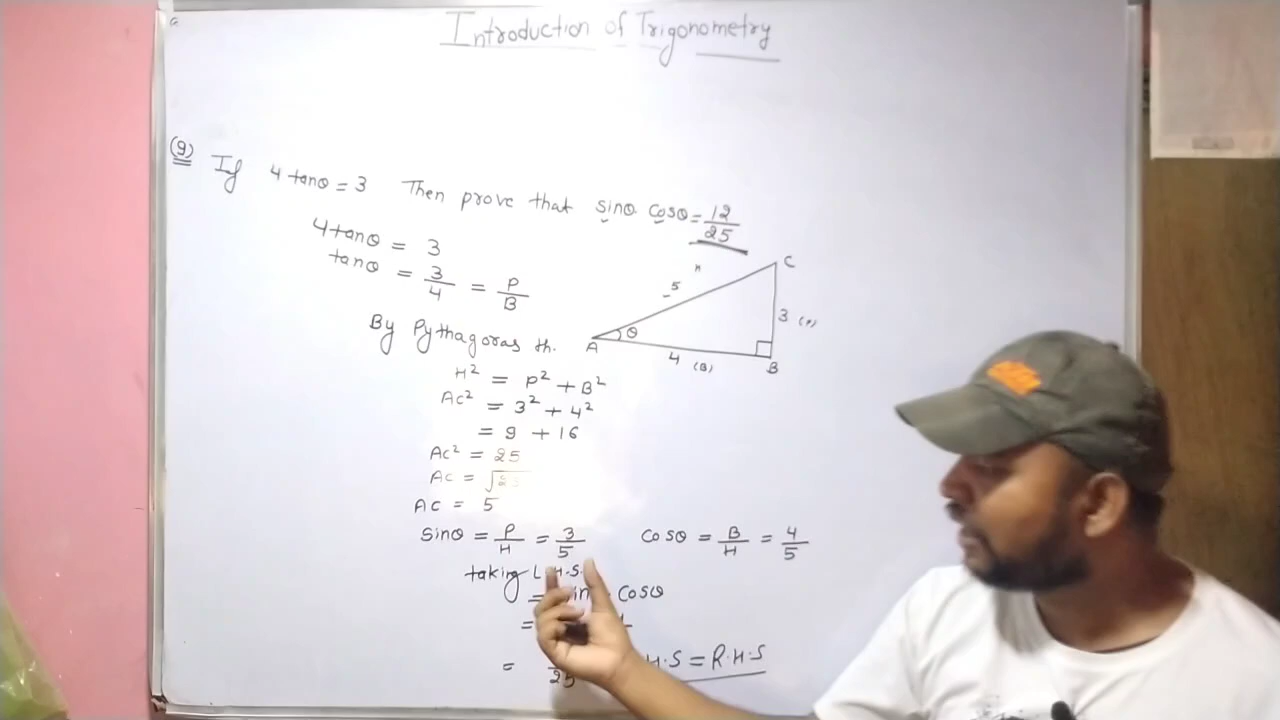 Introduction of Trigonometry
(9) If 4 tanθ = 3 Then prove that sinθ cosθ = 12/25
4tanθ = 3
tanθ = 3/4 = P/B
C
5
3 (P)
A θ
4 (B)
B
By Pythagoras th.
H² = P² + B²
AC² = 3² + 4²
= 9 + 16
AC² = 25
AC = √25
AC = 5
sinθ = P/H = 3/5 cosθ = B/H = 4/5
taking L.H.S.
= sin cosθ
=
= 25 H.S = R.H.S